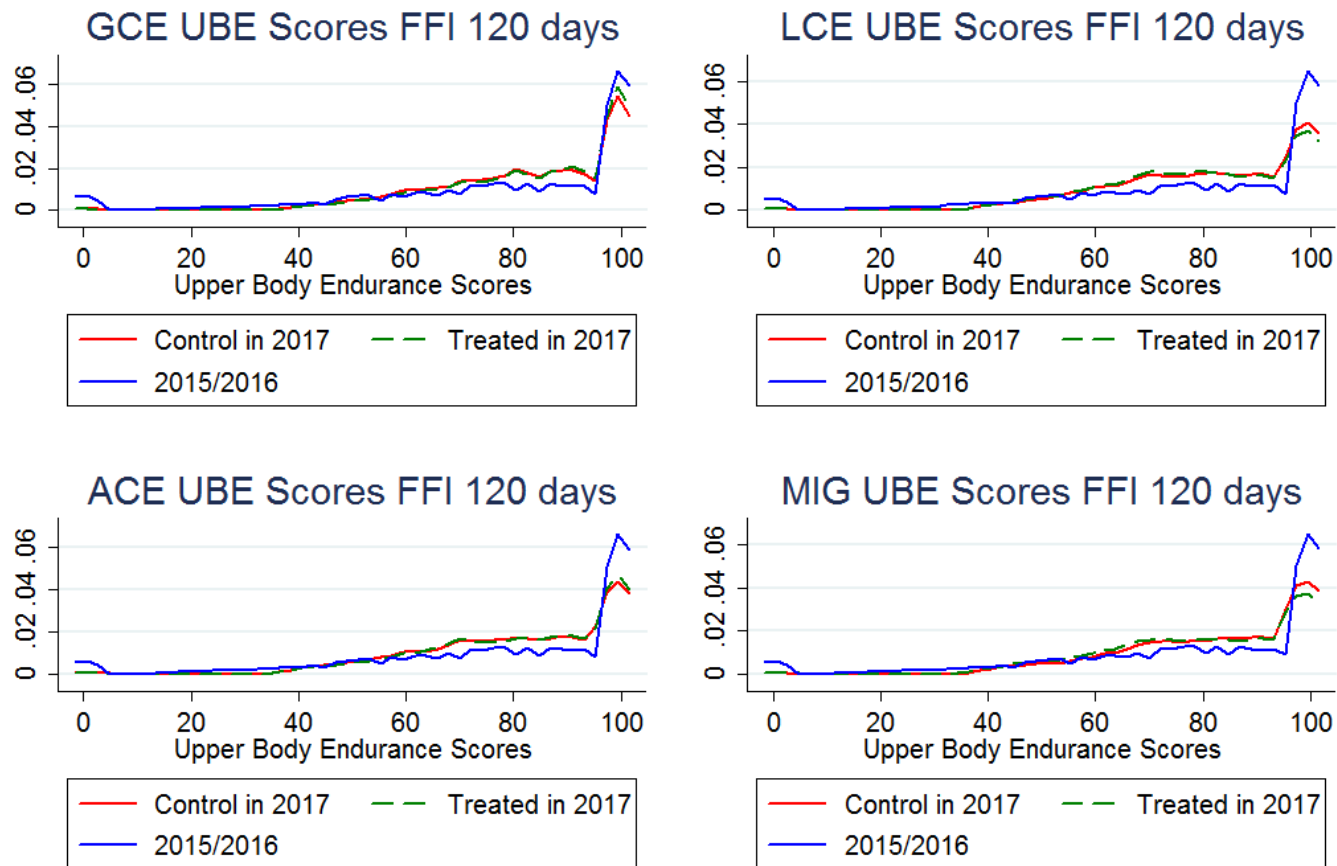 GCE UBE Scores FFI 120 days
.06
.04
.02
0
0 20 40 60 80 100
Upper Body Endurance Scores
Control in 2017 Treated in 2017
2015/2016
LCE UBE Scores FFI 120 days
.06
.04
.02
0
0 20 40 60 80 100
Upper Body Endurance Scores
Control in 2017 Treated in 2017
2015/2016
ACE UBE Scores FFI 120 days
.06
.04
.02
0
0 20 40 60 80 100
Upper Body Endurance Scores
Control in 2017 Treated in 2017
2015/2016
MIG UBE Scores FFI 120 days
.06
.04
.02
0
0 20 40 60 80 100
Upper Body Endurance Scores
Control in 2017 Treated in 2017
2015/2016